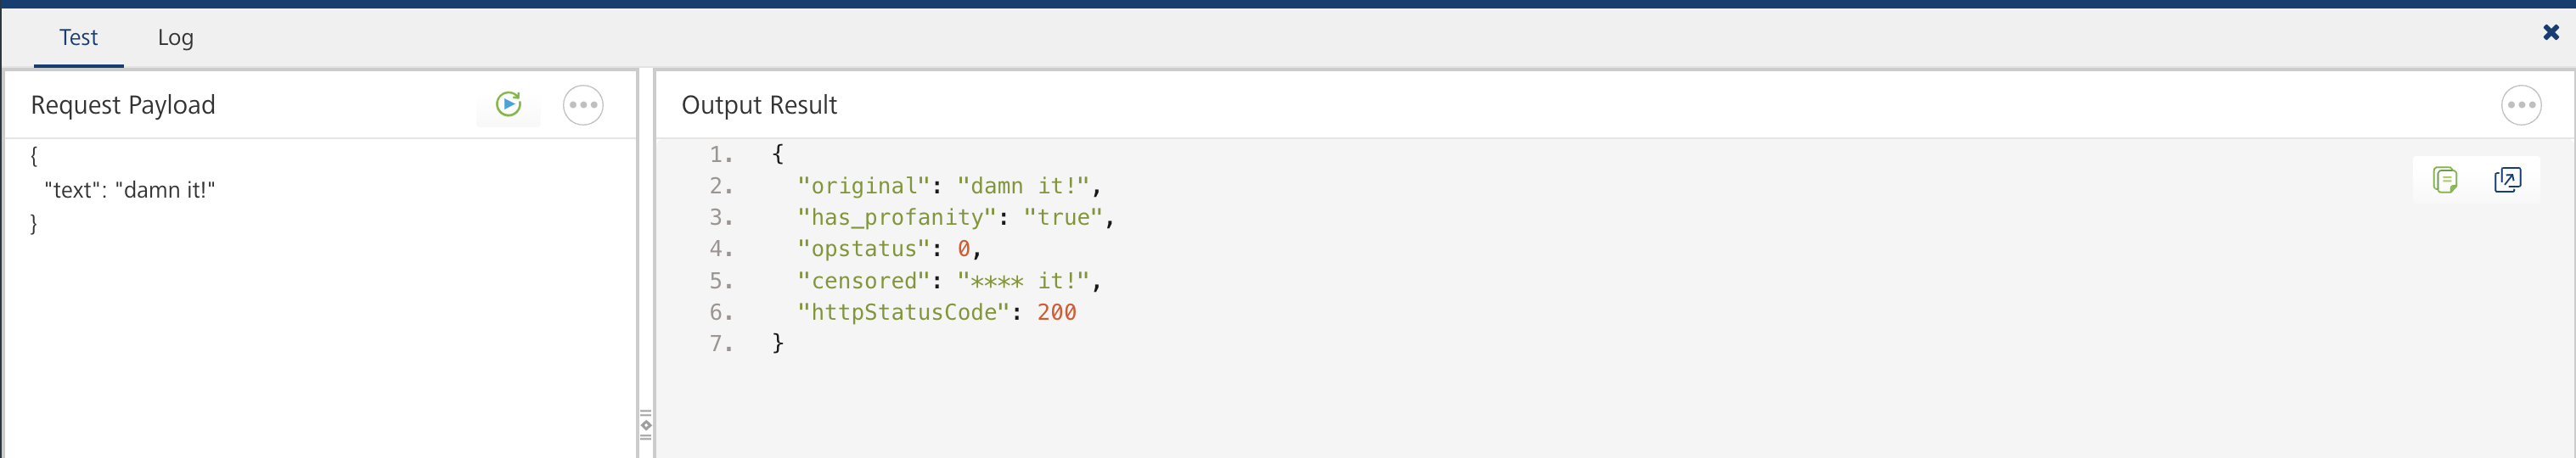 Test Log
Request Payload
{
"text": "damn it!"
}
Output Result
1. {
2. "original": "damn it!",
3. "has_profanity": "true",
4. "opstatus": 0,
5. "censored": "**** it!",
6. "httpStatusCode": 200
7. }